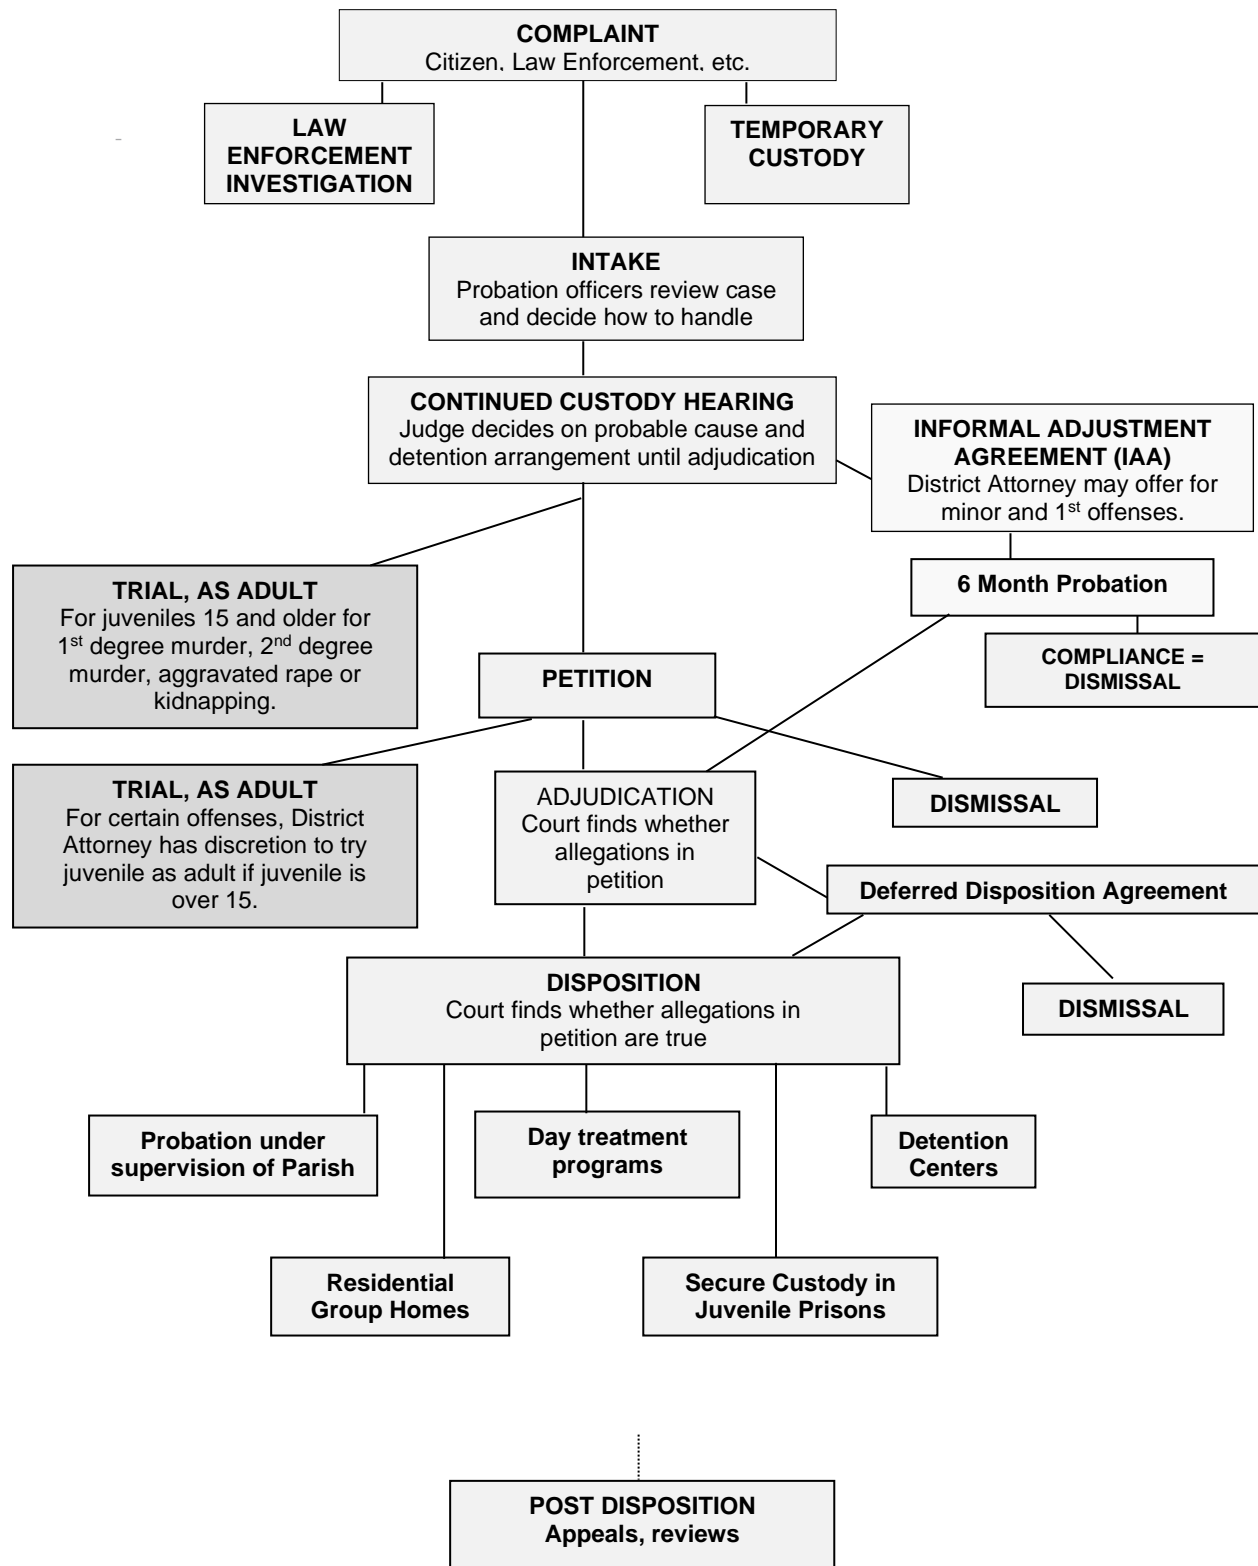 COMPLAINT
Citizen, Law Enforcement, etc.
LAW
ENFORCEMENT
INVESTIGATION
TEMPORARY
CUSTODY
INTAKE
Probation officers review case
and decide how to handle
CONTINUED CUSTODY HEARING
Judge decides on probable cause and
detention arrangement until adjudication
INFORMAL ADJUSTMENT
AGREEMENT (IAA)
District Attorney may offer for
minor and 1st offenses.
6 Month Probation
COMPLIANCE =
DISMISSAL
TRIAL, AS ADULT
For juveniles 15 and older for
1st degree murder, 2nd degree
murder, aggravated rape or
kidnapping.
PETITION
TRIAL, AS ADULT
For certain offenses, District
Attorney has discretion to try
juvenile as adult if juvenile is
over 15.
ADJUDICATION
Court finds whether
allegations in
petition
DISMISSAL
Deferred Disposition Agreement
DISPOSITION
Court finds whether allegations in
petition are true
DISMISSAL
Probation under
supervision of Parish
Day treatment
programs
Detention
Centers
Residential
Group Homes
Secure Custody in
Juvenile Prisons
POST DISPOSITION
Appeals, reviews